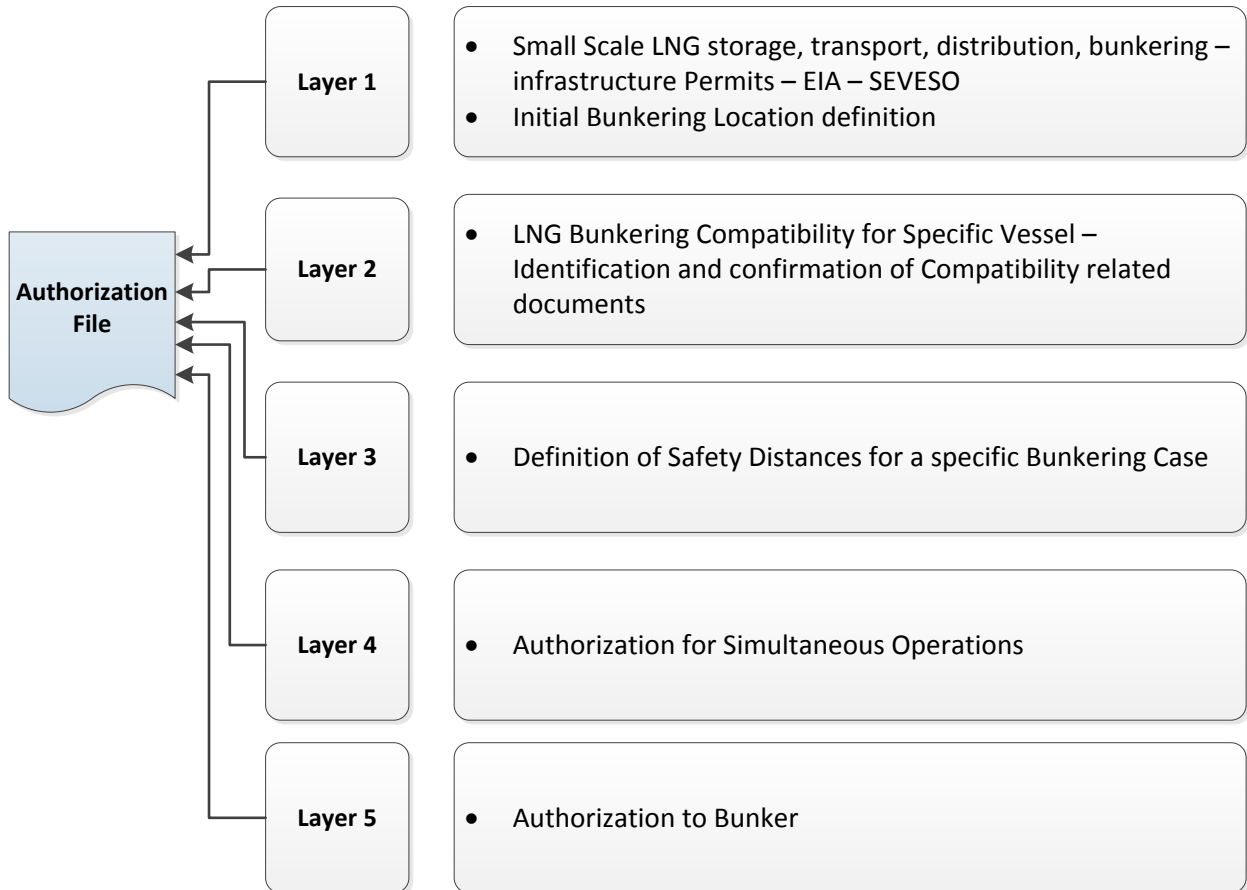 Layer 1
• Small Scale LNG storage, transport, distribution, bunkering –
infrastructure Permits – EIA – SEVESO
• Initial Bunkering Location definition
Authorization
File
Layer 2
• LNG Bunkering Compatibility for Specific Vessel –
Identification and confirmation of Compatibility related
documents
Layer 3
• Definition of Safety Distances for a specific Bunkering Case
Layer 4
• Authorization for Simultaneous Operations
Layer 5
• Authorization to Bunker